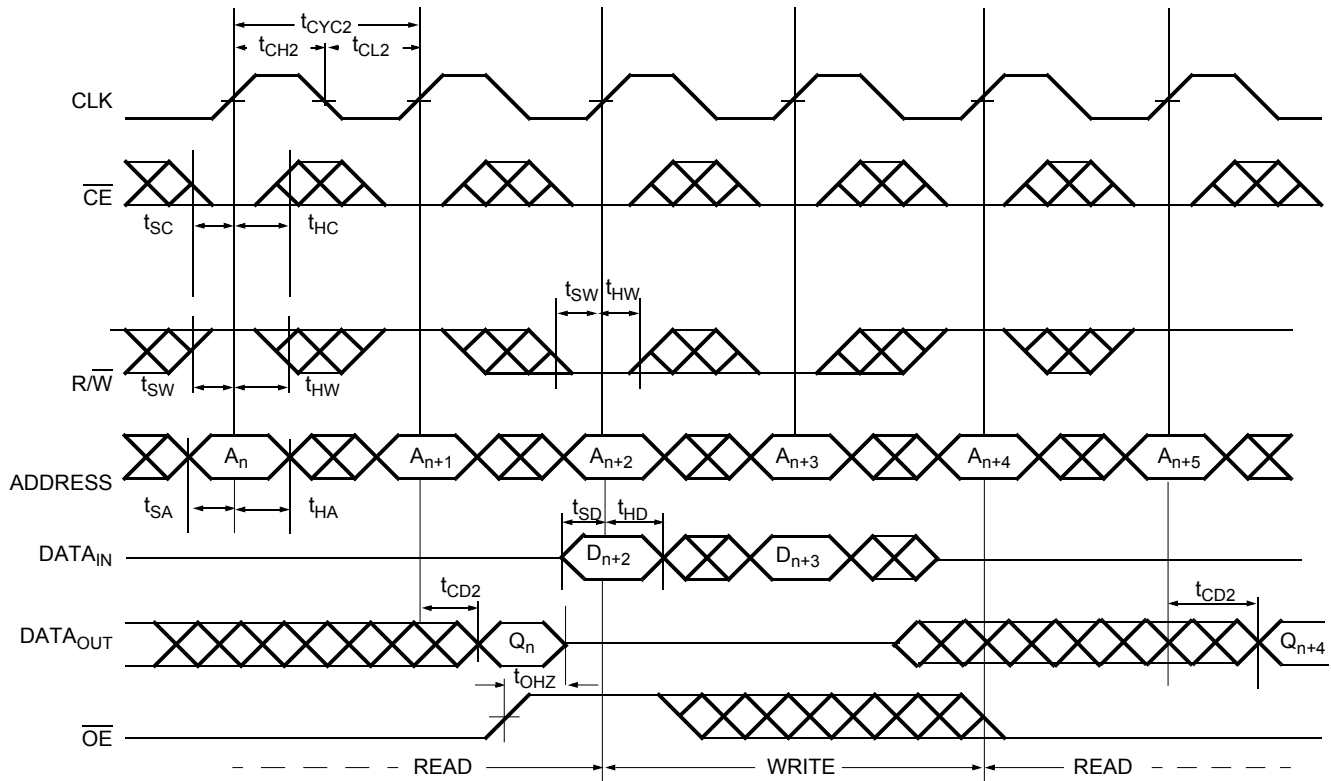 tCYC2
tCH2 tCL2
CLK
CE
tSC tHC
tSW tHW
R/W
tSW tHW
An An+1 An+2 An+3 An+4 An+5
ADDRESS
tSA tHA
tSD tHD
DATAIN
Dn+2 Dn+3
tCD2 tCD2
DATAOUT
Qn Qn+4
tOHZ
OE
READ WRITE READ